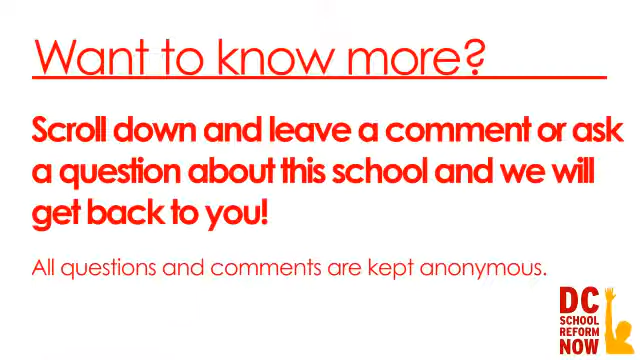 Want to know more?
Scroll down and leave a comment or ask
a question about this school and we will
get back to you!
All questions and comments are kept anonymous.
DC
SCHOOL
REFORM
NOW